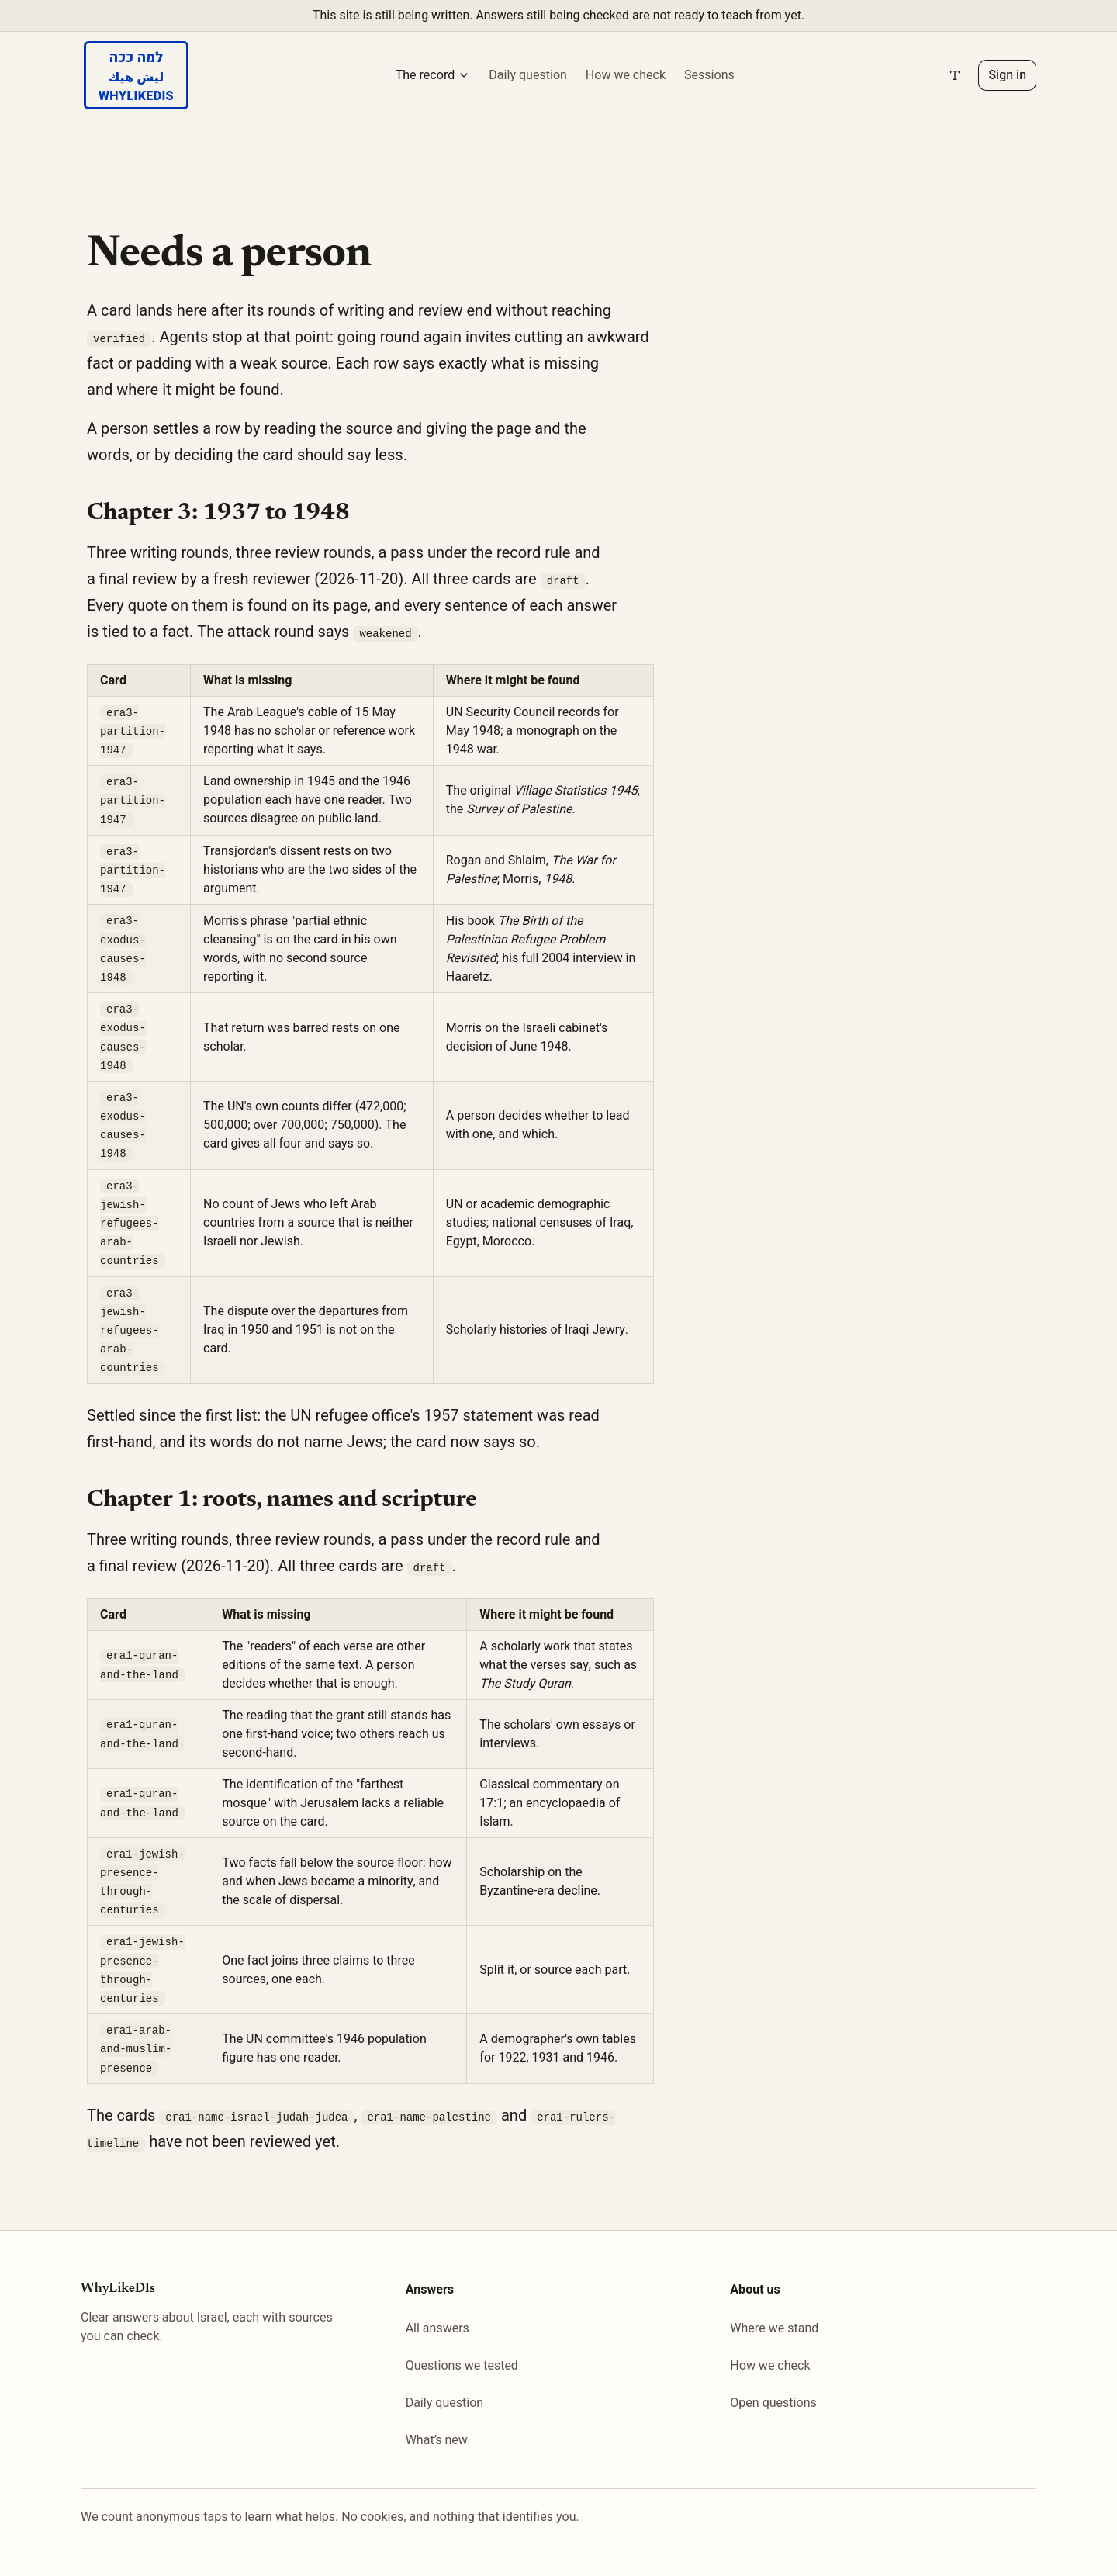 This site is still being written. Answers still being checked are not ready to teach from yet.
למה ככה
ليش هيك
WHYLIKEDIS
The record
Daily question
How we check
Sessions
T
Sign in
Needs a person
A card lands here after its rounds of writing and review end without reaching
verified. Agents stop at that point: going round again invites cutting an awkward
fact or padding with a weak source. Each row says exactly what is missing
and where it might be found.
A person settles a row by reading the source and giving the page and the
words, or by deciding the card should say less.
Chapter 3: 1937 to 1948
Three writing rounds, three review rounds, a pass under the record rule and
a final review by a fresh reviewer (2026-11-20). All three cards are draft.
Every quote on them is found on its page, and every sentence of each answer
is tied to a fact. The attack round says weakened.
Card
What is missing
Where it might be found
era3-
partition-
1947
The Arab League's cable of 15 May
1948 has no scholar or reference work
reporting what it says.
UN Security Council records for
May 1948; a monograph on the
1948 war.
era3-
partition-
1947
Land ownership in 1945 and the 1946
population each have one reader. Two
sources disagree on public land.
The original Village Statistics 1945;
the Survey of Palestine.
era3-
partition-
1947
Transjordan's dissent rests on two
historians who are the two sides of the
argument.
Rogan and Shlaim, The War for
Palestine; Morris, 1948.
era3-
exodus-
causes-
1948
Morris's phrase "partial ethnic
cleansing" is on the card in his own
words, with no second source
reporting it.
His book The Birth of the
Palestinian Refugee Problem
Revisited; his full 2004 interview in
Haaretz.
era3-
exodus-
causes-
1948
That return was barred rests on one
scholar.
Morris on the Israeli cabinet's
decision of June 1948.
era3-
exodus-
causes-
1948
The UN's own counts differ (472,000;
500,000; over 700,000; 750,000). The
card gives all four and says so.
A person decides whether to lead
with one, and which.
era3-
jewish-
refugees-
arab-
countries
No count of Jews who left Arab
countries from a source that is neither
Israeli nor Jewish.
UN or academic demographic
studies; national censuses of Iraq,
Egypt, Morocco.
era3-
jewish-
refugees-
arab-
countries
The dispute over the departures from
Iraq in 1950 and 1951 is not on the
card.
Scholarly histories of Iraqi Jewry.
Settled since the first list: the UN refugee office's 1957 statement was read
first-hand, and its words do not name Jews; the card now says so.
Chapter 1: roots, names and scripture
Three writing rounds, three review rounds, a pass under the record rule and
a final review (2026-11-20). All three cards are draft.
Card
What is missing
Where it might be found
era1-quran-
and-the-land
The "readers" of each verse are other
editions of the same text. A person
decides whether that is enough.
A scholarly work that states
what the verses say, such as
The Study Quran.
era1-quran-
and-the-land
The reading that the grant still stands has
one first-hand voice; two others reach us
second-hand.
The scholars' own essays or
interviews.
era1-quran-
and-the-land
The identification of the "farthest
mosque" with Jerusalem lacks a reliable
source on the card.
Classical commentary on
17:1; an encyclopaedia of
Islam.
era1-jewish-
presence-
through-
centuries
Two facts fall below the source floor: how
and when Jews became a minority, and
the scale of dispersal.
Scholarship on the
Byzantine-era decline.
era1-jewish-
presence-
through-
centuries
One fact joins three claims to three
sources, one each.
Split it, or source each part.
era1-arab-
and-muslim-
presence
The UN committee's 1946 population
figure has one reader.
A demographer's own tables
for 1922, 1931 and 1946.
The cards era1-name-israel-judah-judea, era1-name-palestine and era1-rulers-
timeline have not been reviewed yet.
WhyLikeDIs
Clear answers about Israel, each with sources
you can check.
Answers
All answers
Questions we tested
Daily question
What's new
About us
Where we stand
How we check
Open questions
We count anonymous taps to learn what helps. No cookies, and nothing that identifies you.